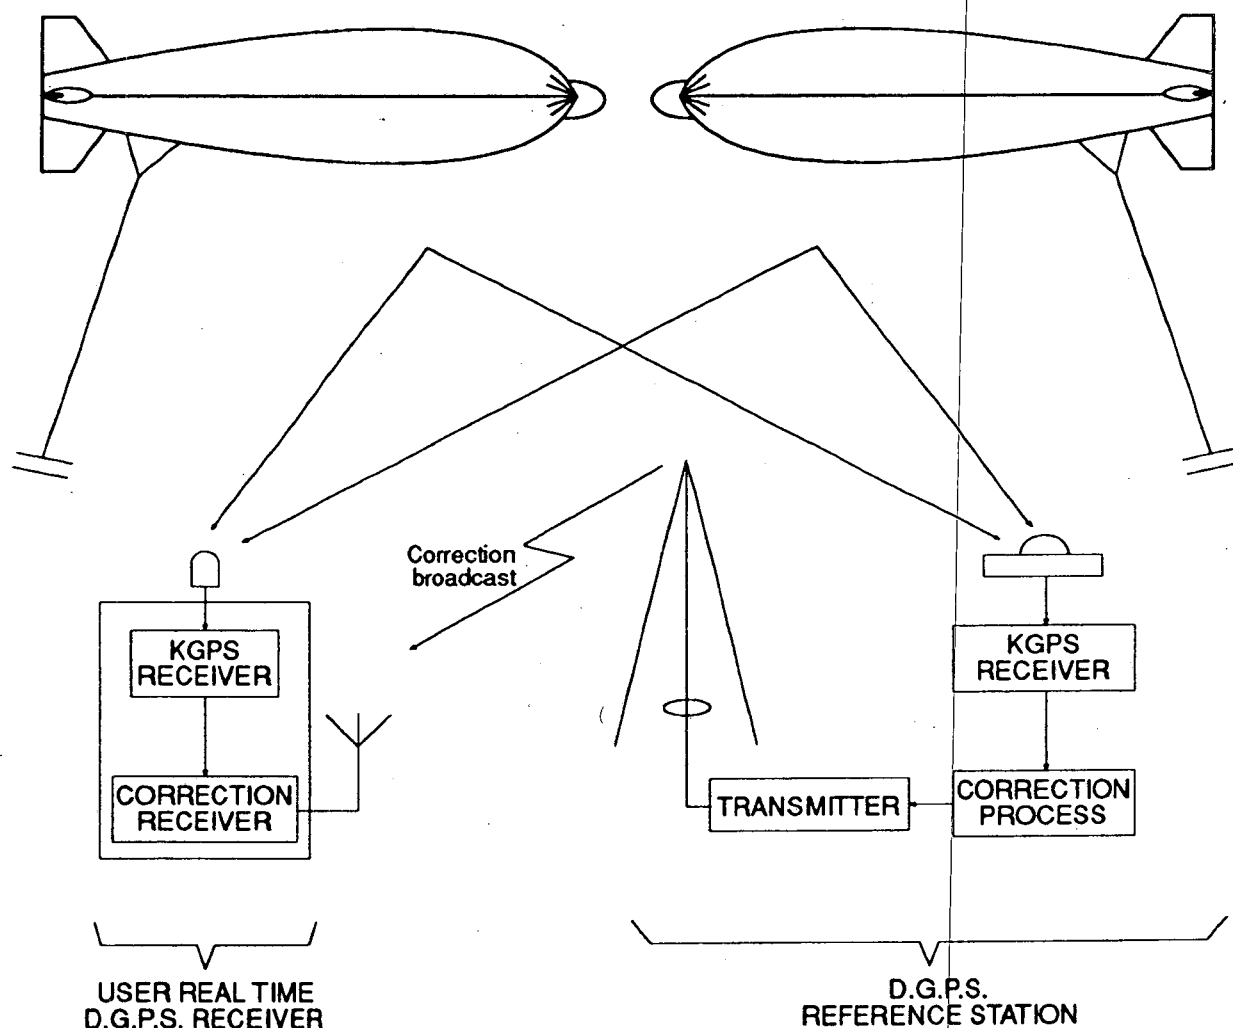 Correction
broadcast
KGPS
RECEIVER
CORRECTION
RECEIVER
KGPS
RECEIVER
TRANSMITTER
CORRECTION
PROCESS
USER REAL TIME
D.G.P.S. RECEIVER
D.G.P.S.
REFERENCE STATION